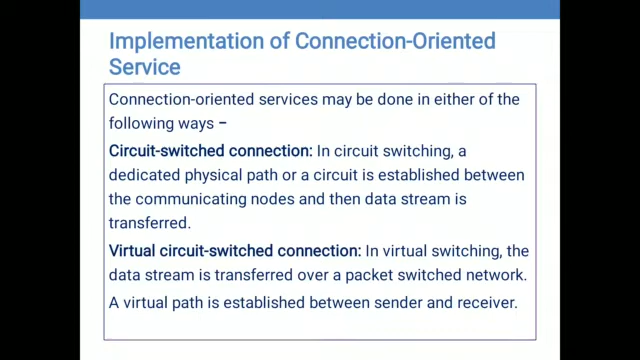 Implementation of Connection-Oriented
Service
Connection-oriented services may be done in either of the
following ways −
Circuit-switched connection: In circuit switching, a
dedicated physical path or a circuit is established between
the communicating nodes and then data stream is
transferred.
Virtual circuit-switched connection: In virtual switching, the
data stream is transferred over a packet switched network.
A virtual path is established between sender and receiver.